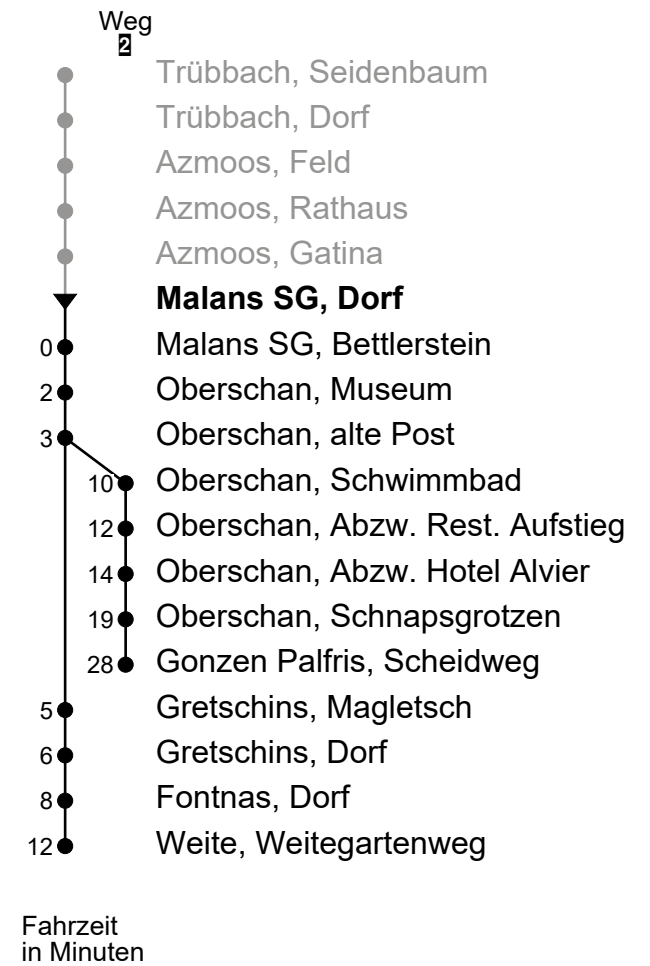 Weg
2
Trübbach, Seidenbaum
Trübbach, Dorf
Azmoos, Feld
Azmoos, Rathaus
Azmoos, Gatina
Malans SG, Dorf
0 Malans SG, Bettlerstein
2 Oberschan, Museum
3 Oberschan, alte Post
10 Oberschan, Schwimmbad
12 Oberschan, Abzw. Rest. Aufstieg
14 Oberschan, Abzw. Hotel Alvier
19 Oberschan, Schnapsgrotzen
28 Gonzen Palfris, Scheidweg
5 Gretschins, Magletsch
6 Gretschins, Dorf
8 Fontnas, Dorf
12 Weite, Weitegartenweg
Fahrzeit
in Minuten